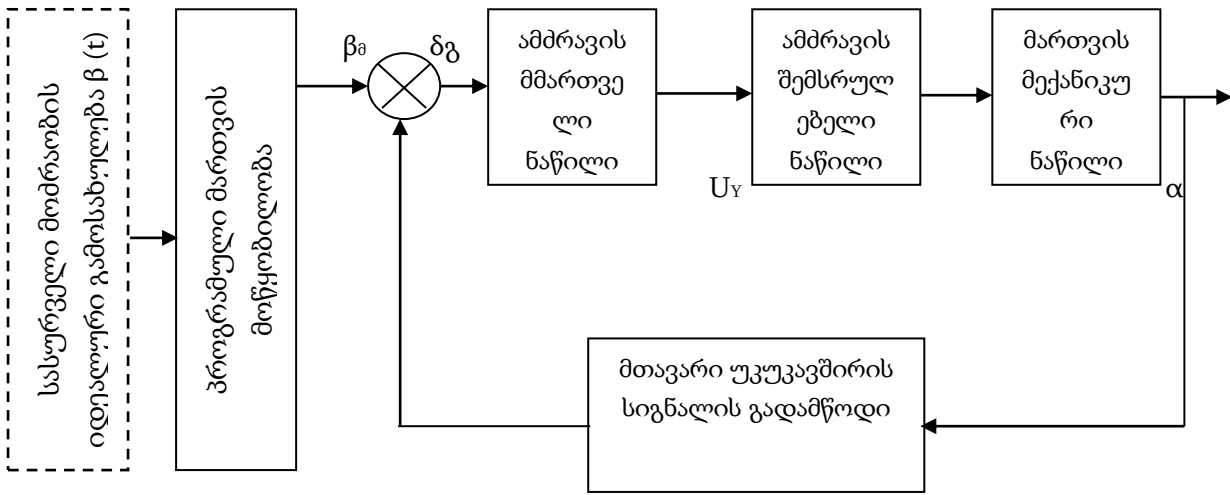 სასურველი მოძრაობის
იდეალური გამოსახულება β (t)
პროგრამული მართვის
მოწყობილობა
βმ
δგ
ამძრავის
მმართვე
ლი
ნაწილი
U_Y
ამძრავის
შემსრულ
ებელი
ნაწილი
მართვის
მექანიკუ
რი
ნაწილი
α
მთავარი უკუკავშირის
სიგნალის გადამწოდი